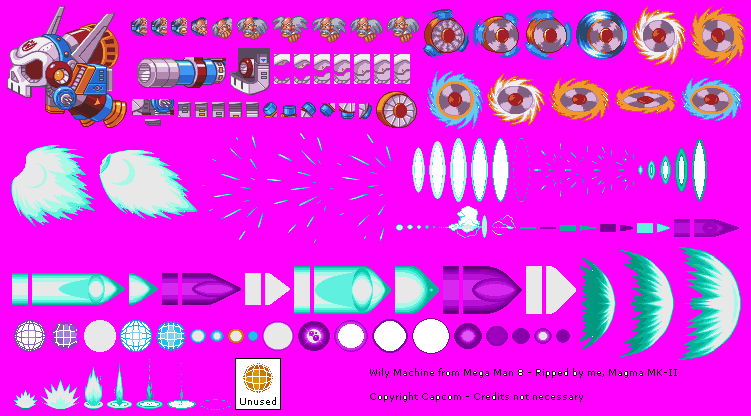 Wily Machine from Mega Man 8 - Ripped by me, Magma MK-II
Unused
Copyright Capcom - Credits not necessary